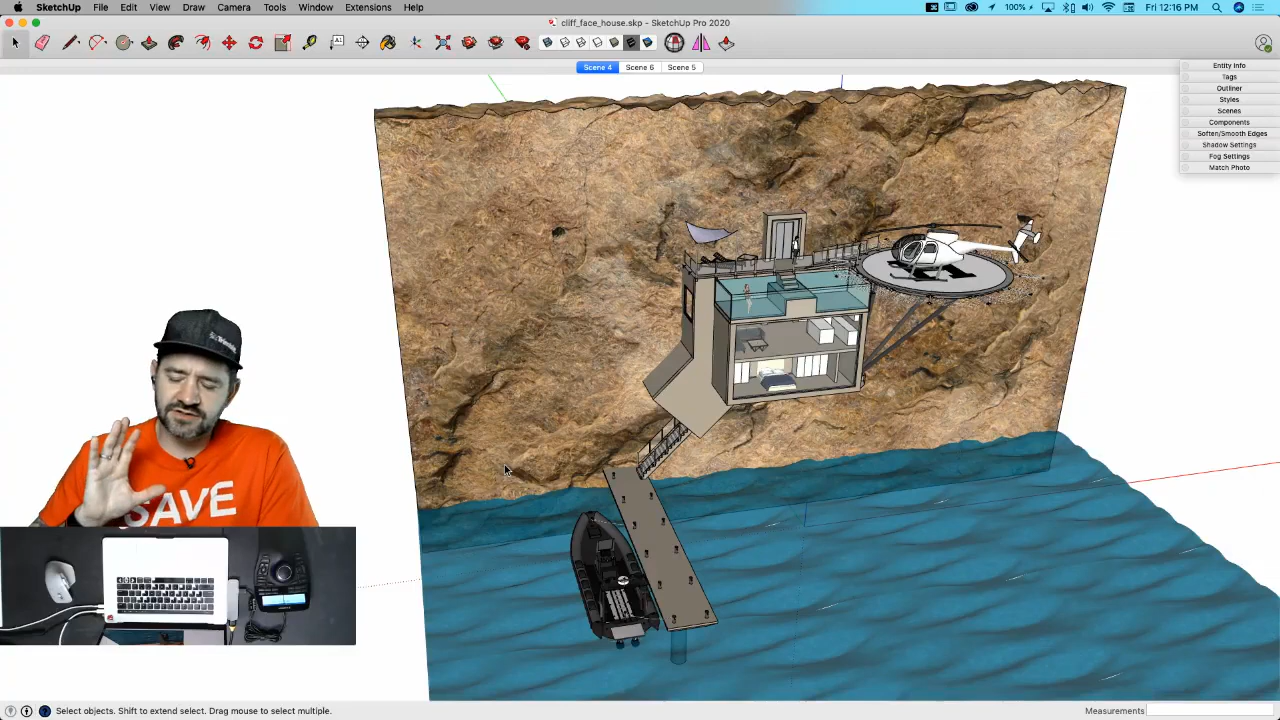 SketchUp File Edit View Draw Camera Tools Window Extensions Help
100% Fri 12:16 PM
cliff_face_house.skp - SketchUp Pro 2020
Scene 4 Scene 6 Scene 5
Entity Info
Tags
Outliner
Styles
Scenes
Components
Soften/Smooth Edges
Shadow Settings
Fog Settings
Match Photo
Trimble
SAVE
H
Select objects. Shift to extend select. Drag mouse to select multiple.
Measurements